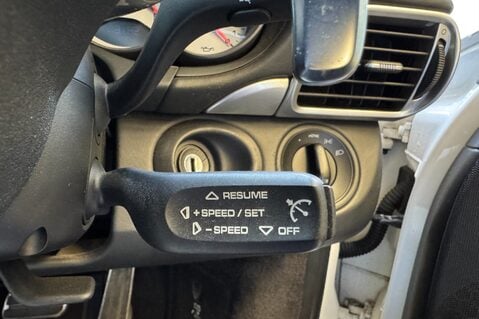 △ RESUME
+SPEED / SET
-SPEED ▽ OFF